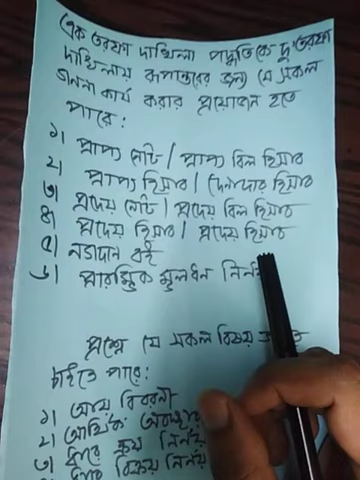 এক তরফা দাখিলা পদ্ধতিকে দু'তরফা
দাখিলায় রূপান্তরের জন্য যে সকল
কার্য করার প্রয়োজন হতে
পারে:
১। প্রাপ্য নোট / প্রাপ্য বিল হিসাব
২। প্রাপ্য হিসাব / দেনাদার হিসাব
৩। প্রদেয় নোট / প্রদেয় বিল হিসাব
৪। প্রদেয় হিসাব / প্রদেয় হিসাব
৫। নগদান বই
৬। প্রারম্ভিক মূলধন নির্ণয়
প্রশ্নে যে সকল বিষয়
চাইতে পারে:
১। আয় বিবরণী
২। আর্থিক অবস্থার
৩। ধারে ক্রয় নির্ণয়
ধারে বিক্রয় নির্ণয়